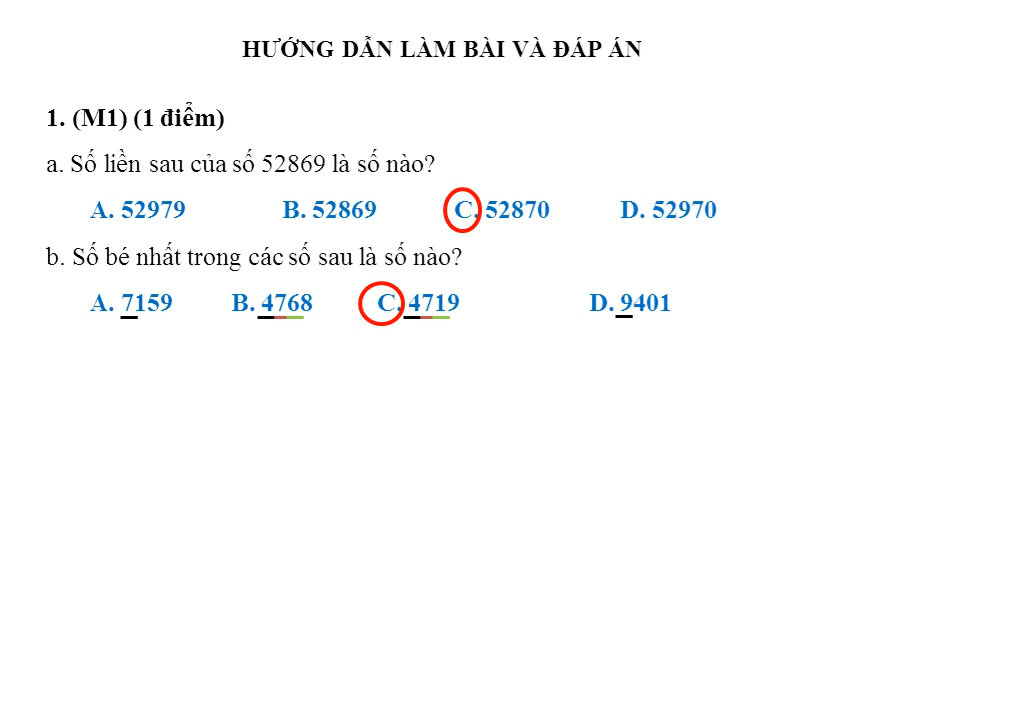 HƯỚNG DẪN LÀM BÀI VÀ ĐÁP ÁN
1. (M1) (1 điểm)
a. Số liền sau của số 52869 là số nào?
A. 52979 B. 52869 C. 52870 D. 52970
b. Số bé nhất trong các số sau là số nào?
A. 7159 B. 4768 C. 4719 D. 9401